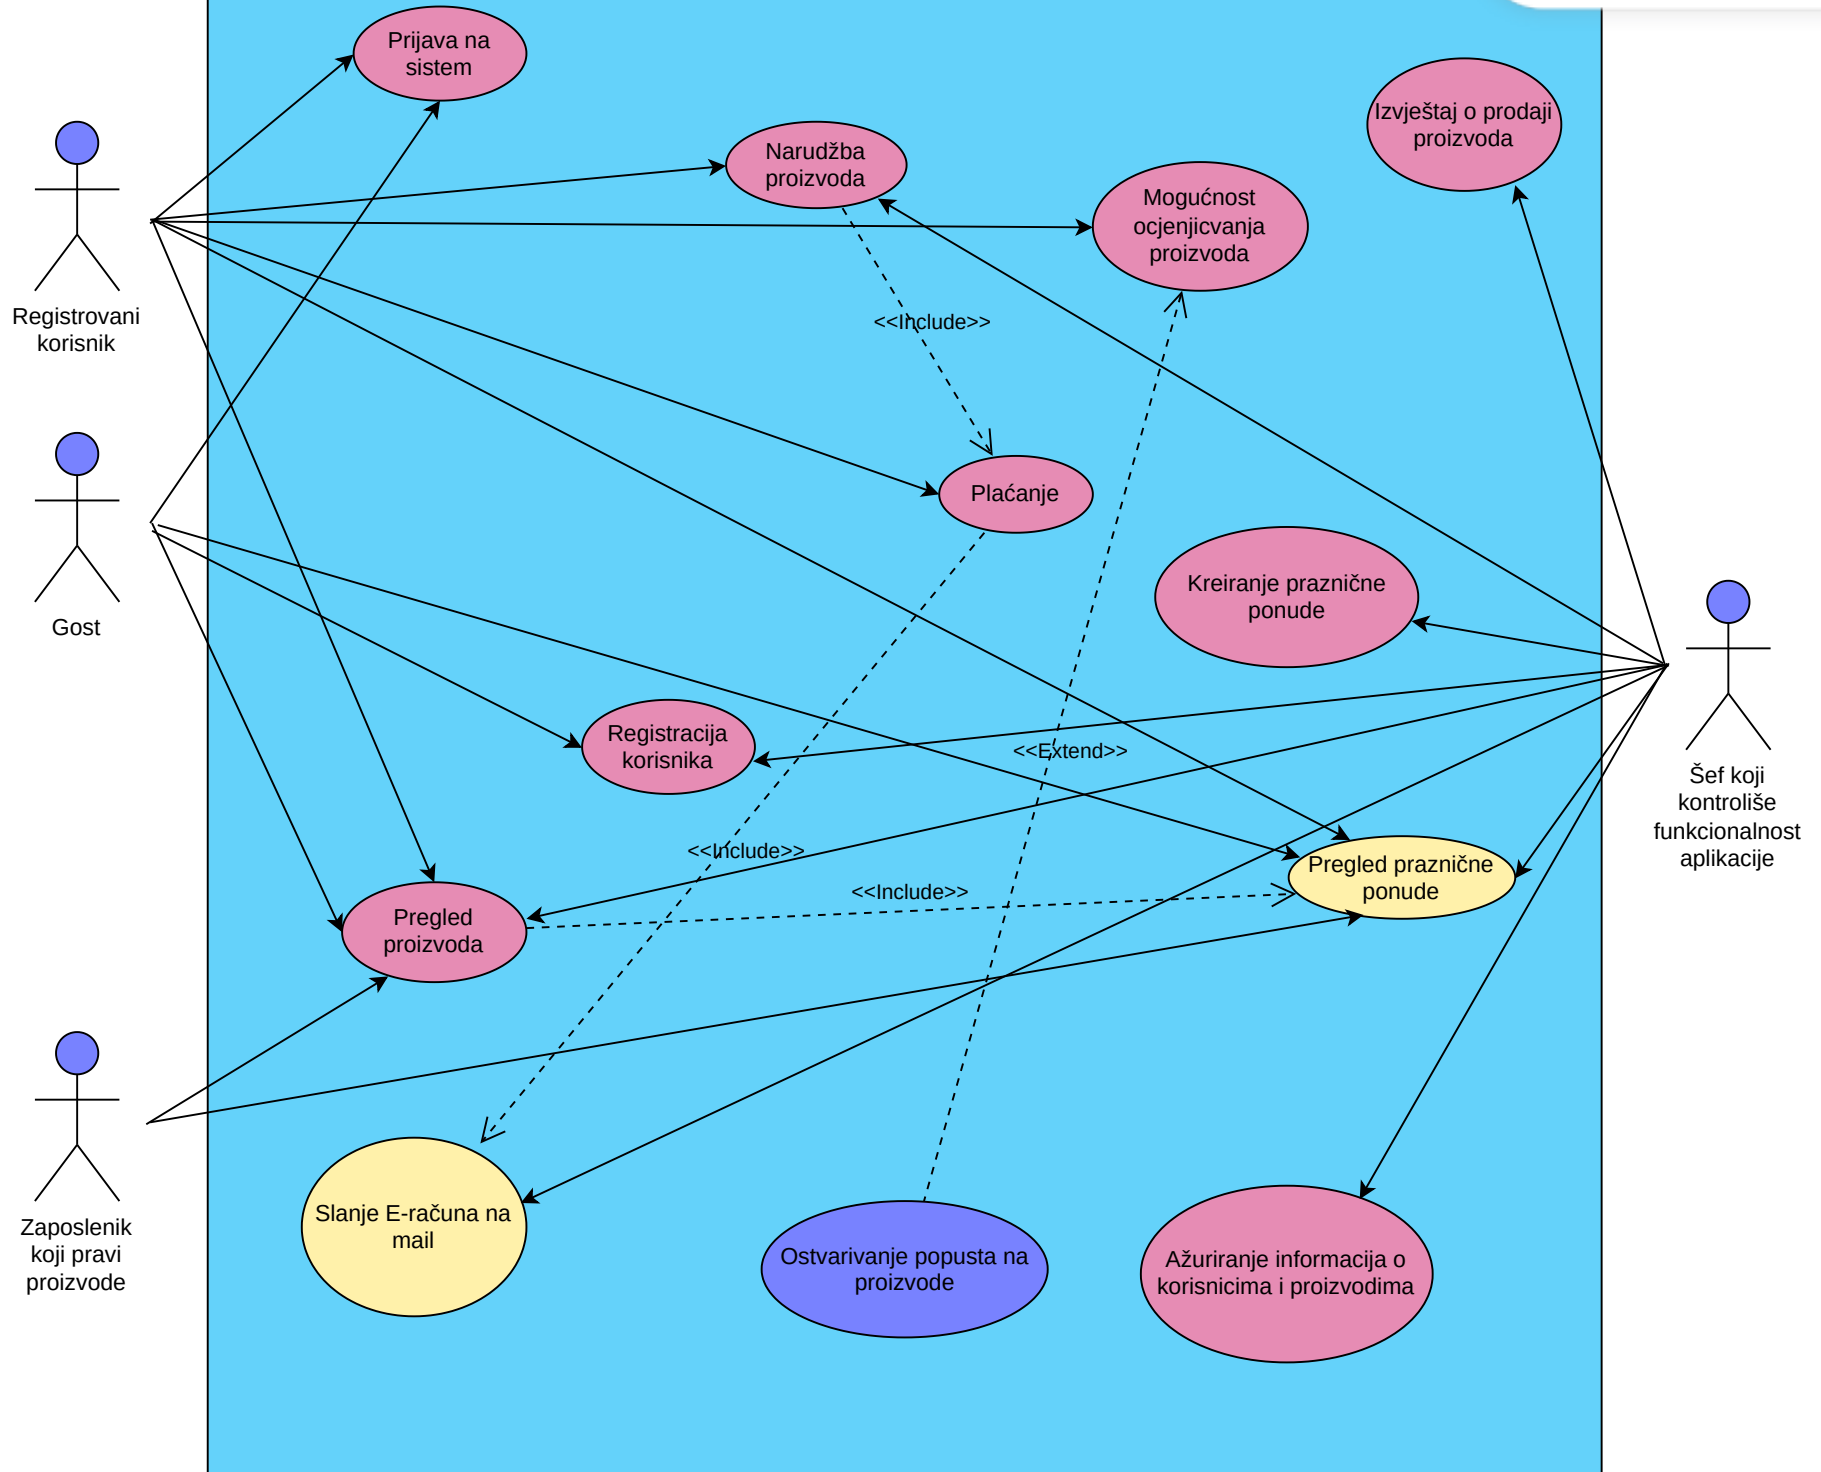 Prijava na
sistem
Izvještaj o prodaji
proizvoda
Narudžba
proizvoda
Mogućnost
ocjenjicvanja
proizvoda
Registrovani
korisnik
<<Include>>
Plaćanje
Kreiranje praznične
ponude
Gost
Registracija
korisnika
<<Extend>>
Šef koji
kontroliše
funkcionalnost
aplikacije
<<Include>>
Pregled praznične
ponude
<<Include>>
Pregled
proizvoda
Zaposlenik
koji pravi
proizvode
Slanje E-računa na
mail
Ostvarivanje popusta na
proizvode
Ažuriranje informacija o
korisnicima i proizvodima